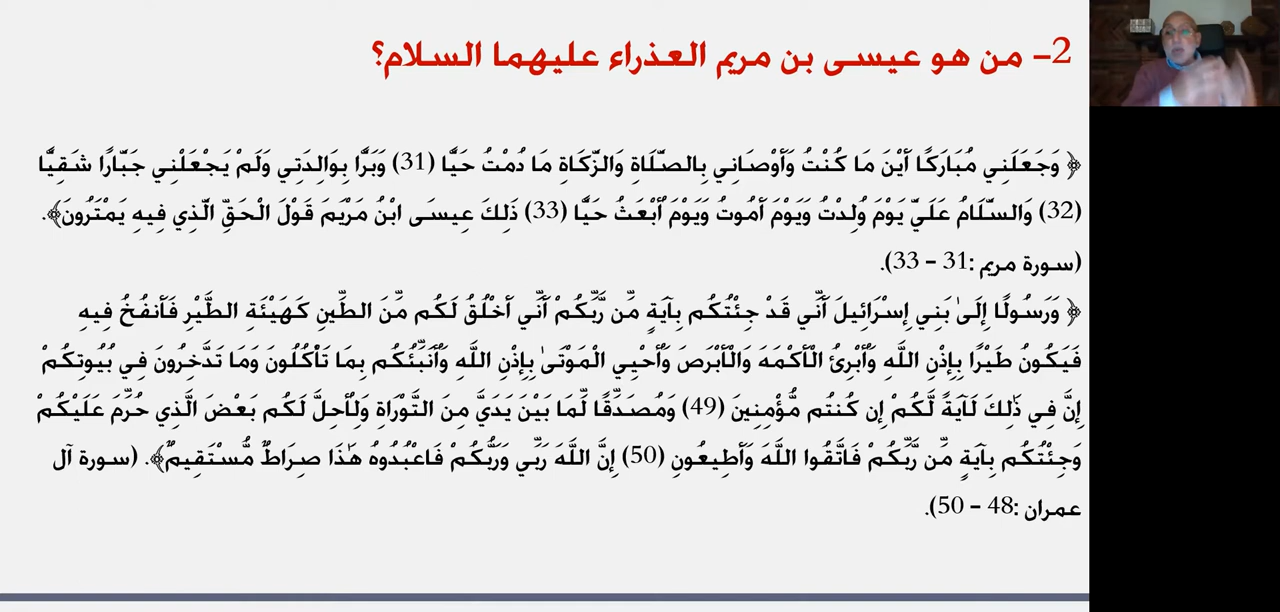 2- من هو عيسى بن مريم العذراء عليهما السلام؟
﴿ وَجَعَلَنِي مُبَارَكًا أَيْنَ مَا كُنْتُ وَأَوْصَانِي بِالصَّلَاةِ وَالزَّكَاةِ مَا دُمْتُ حَيًّا (31) وَبَرًّا بِوَالِدَتِي وَلَمْ يَجْعَلْنِي جَبَّارًا شَقِيًّا
(32) وَالسَّلَامُ عَلَيَّ يَوْمَ وُلِدْتُ وَيَوْمَ أَمُوتُ وَيَوْمَ أُبْعَثُ حَيًّا (33) ذَلِكَ عِيسَى ابْنُ مَرْيَمَ قَوْلَ الْحَقِّ الَّذِي فِيهِ يَمْتَرُونَ﴾.
(سورة مريم :31 – 33).
﴿ وَرَسُولًا إِلَىٰ بَنِي إِسْرَائِيلَ أَنِّي قَدْ جِئْتُكُم بِآيَةٍ مِّن رَّبِّكُمْ أَنِّي أَخْلُقُ لَكُم مِّنَ الطِّينِ كَهَيْئَةِ الطَّيْرِ فَأَنفُخُ فِيهِ
فَيَكُونُ طَيْرًا بِإِذْنِ اللَّهِ وَأُبْرِئُ الْأَكْمَهَ وَالْأَبْرَصَ وَأُحْيِي الْمَوْتَىٰ بِإِذْنِ اللَّهِ وَأُنَبِّئُكُم بِمَا تَأْكُلُونَ وَمَا تَدَّخِرُونَ فِي بُيُوتِكُمْ
إِنَّ فِي ذَٰلِكَ لَآيَةً لَّكُمْ إِن كُنتُم مُّؤْمِنِينَ (49) وَمُصَدِّقًا لِّمَا بَيْنَ يَدَيَّ مِنَ التَّوْرَاةِ وَلِأُحِلَّ لَكُم بَعْضَ الَّذِي حُرِّمَ عَلَيْكُمْ
وَجِئْتُكُم بِآيَةٍ مِّن رَّبِّكُمْ فَاتَّقُوا اللَّهَ وَأَطِيعُونِ (50) إِنَّ اللَّهَ رَبِّي وَرَبُّكُمْ فَاعْبُدُوهُ هَٰذَا صِرَاطٌ مُّسْتَقِيمٌ﴾. (سورة آل
عمران :48 – 50).